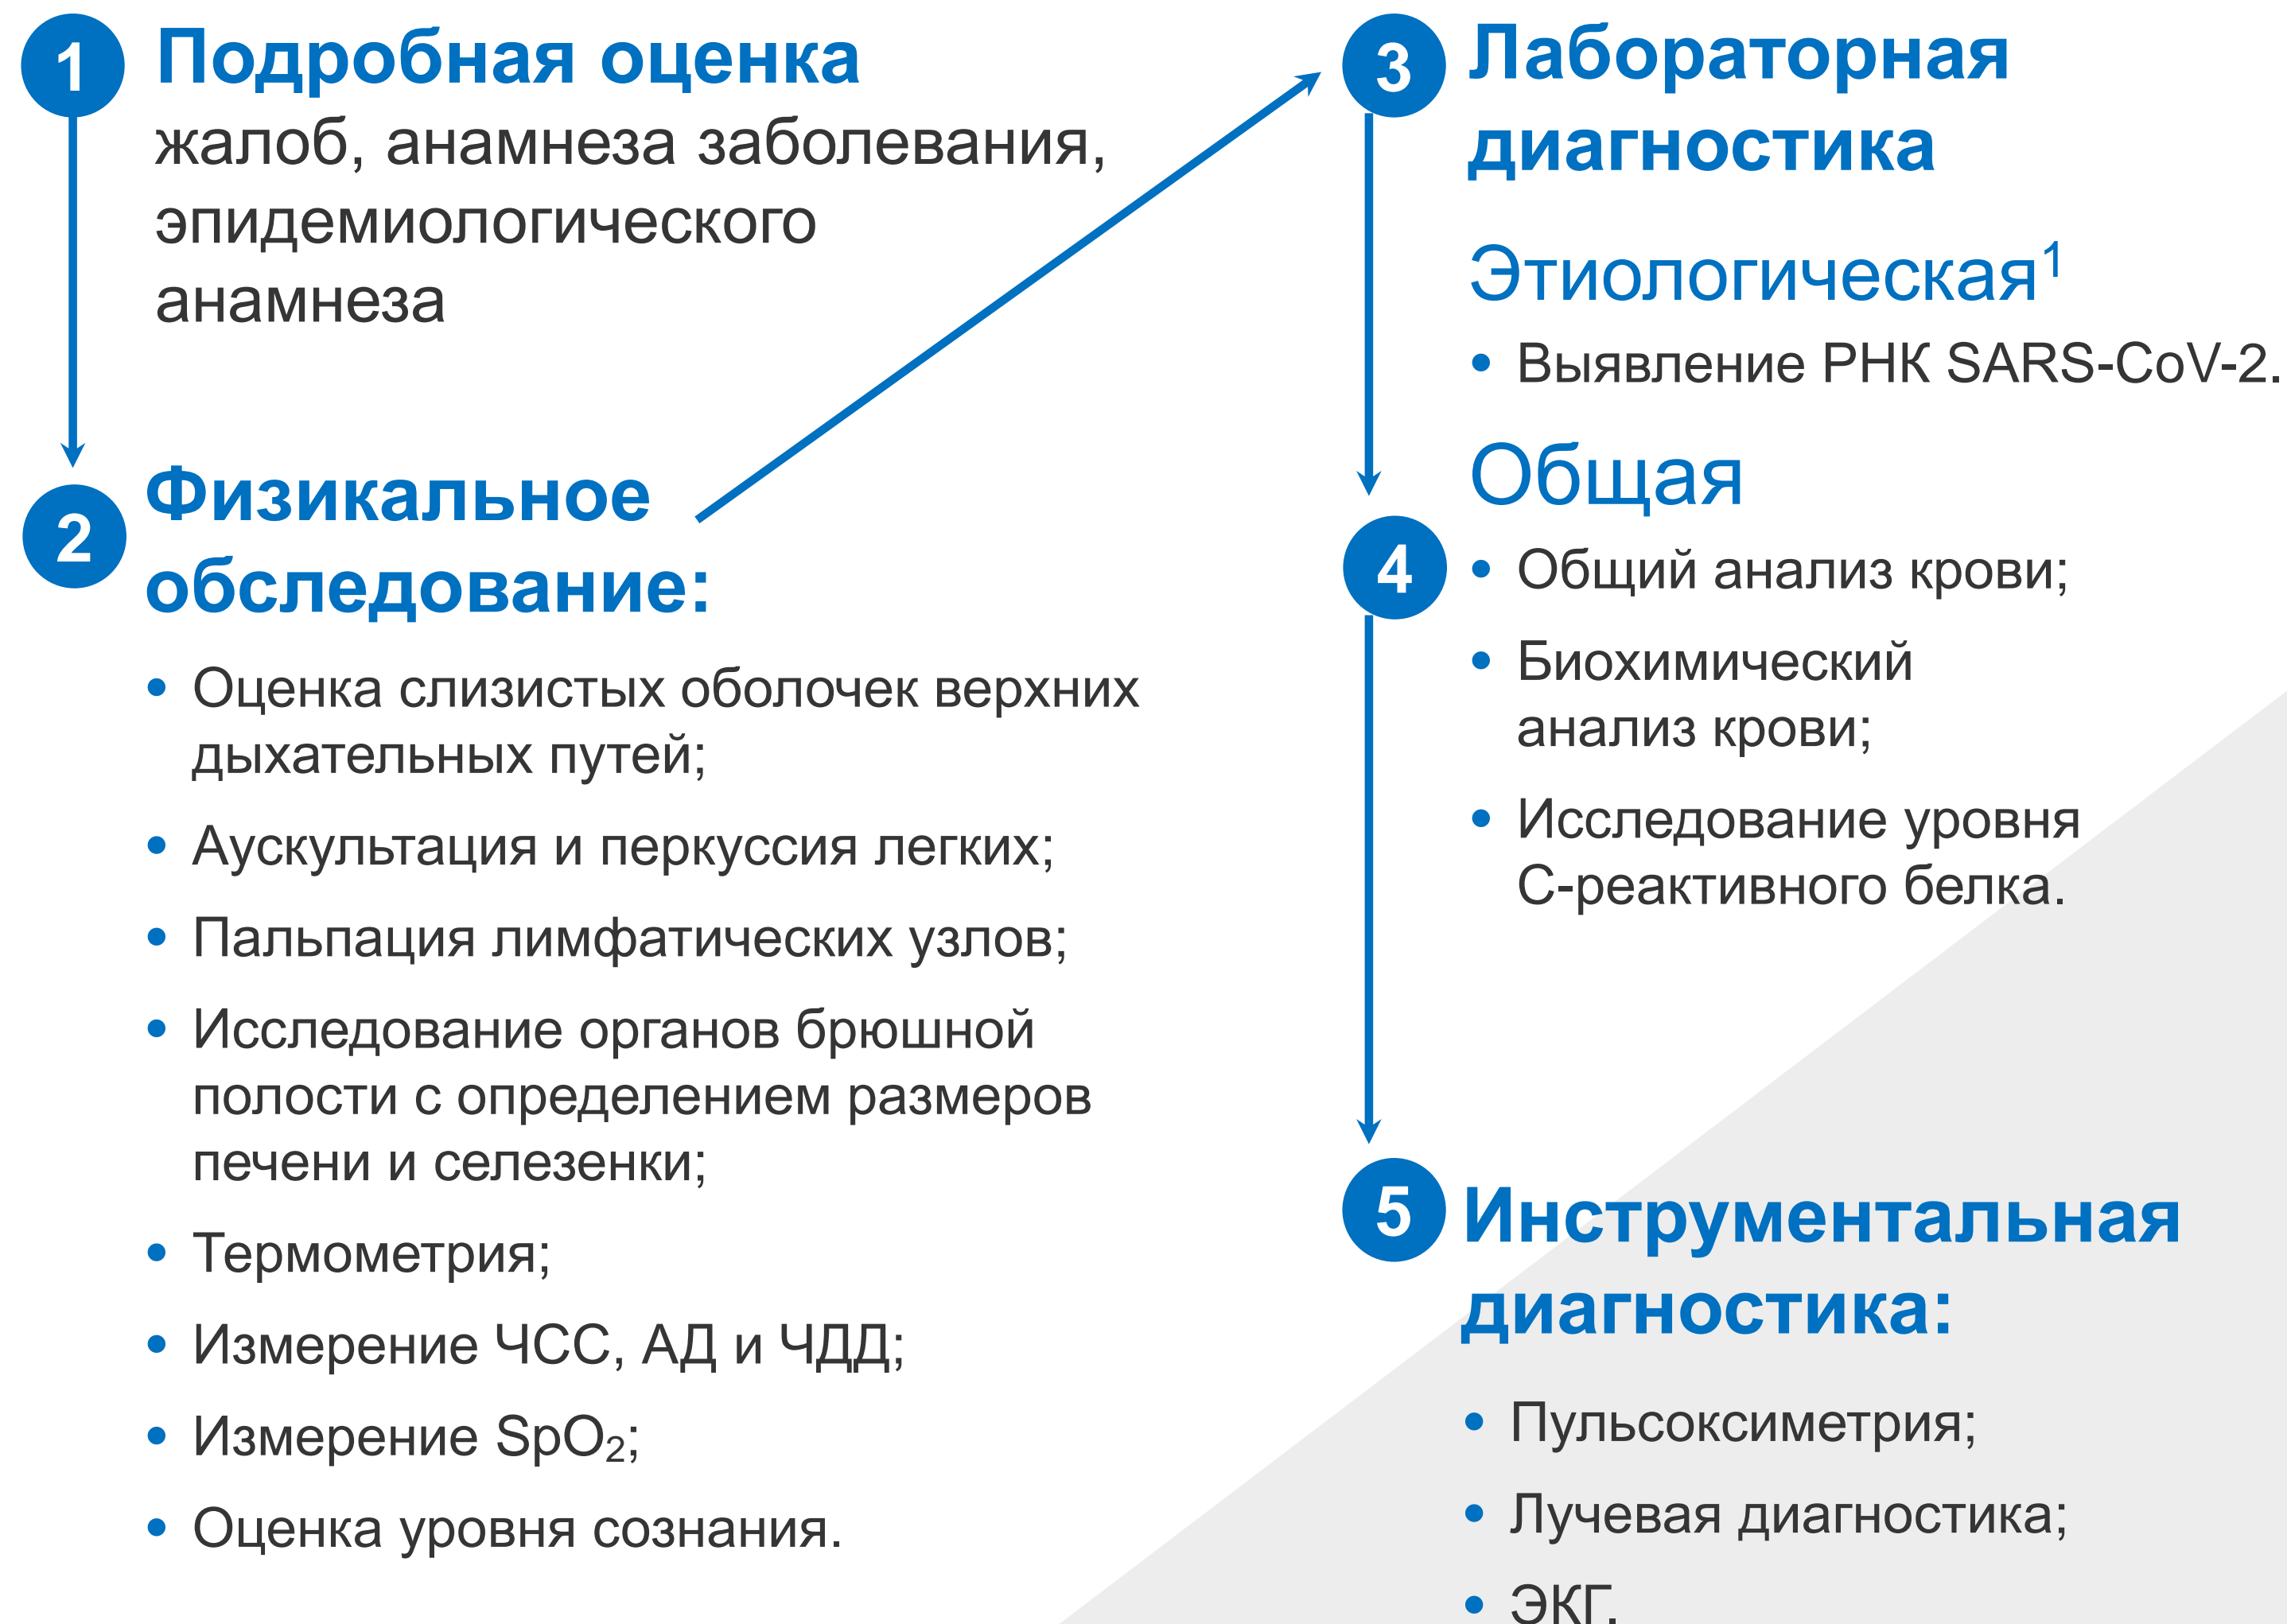 1
Подробная оценка
жалоб, анамнеза заболевания,
эпидемиологического
анамнеза
2
Физикальное
обследование:
• Оценка слизистых оболочек верхних
дыхательных путей;
• Аускультация и перкуссия легких;
• Пальпация лимфатических узлов;
• Исследование органов брюшной
полости с определением размеров
печени и селезенки;
• Термометрия;
• Измерение ЧСС, АД и ЧДД;
• Измерение SpO₂;
• Оценка уровня сознания.
3
Лабораторная
диагностика
Этиологическая¹
• Выявление РНК SARS-CoV-2.
Общая
4
• Общий анализ крови;
• Биохимический
анализ крови;
• Исследование уровня
С-реактивного белка.
5
Инструментальная
диагностика:
• Пульсоксиметрия;
• Лучевая диагностика;
• ЭКГ.